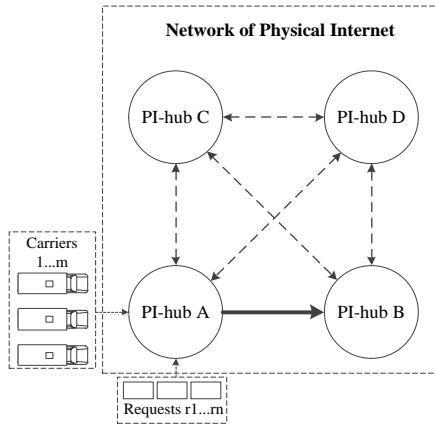 Network of Physical Internet
PI-hub C
PI-hub D
Carriers
1...m
PI-hub A
PI-hub B
Requests r1...rn